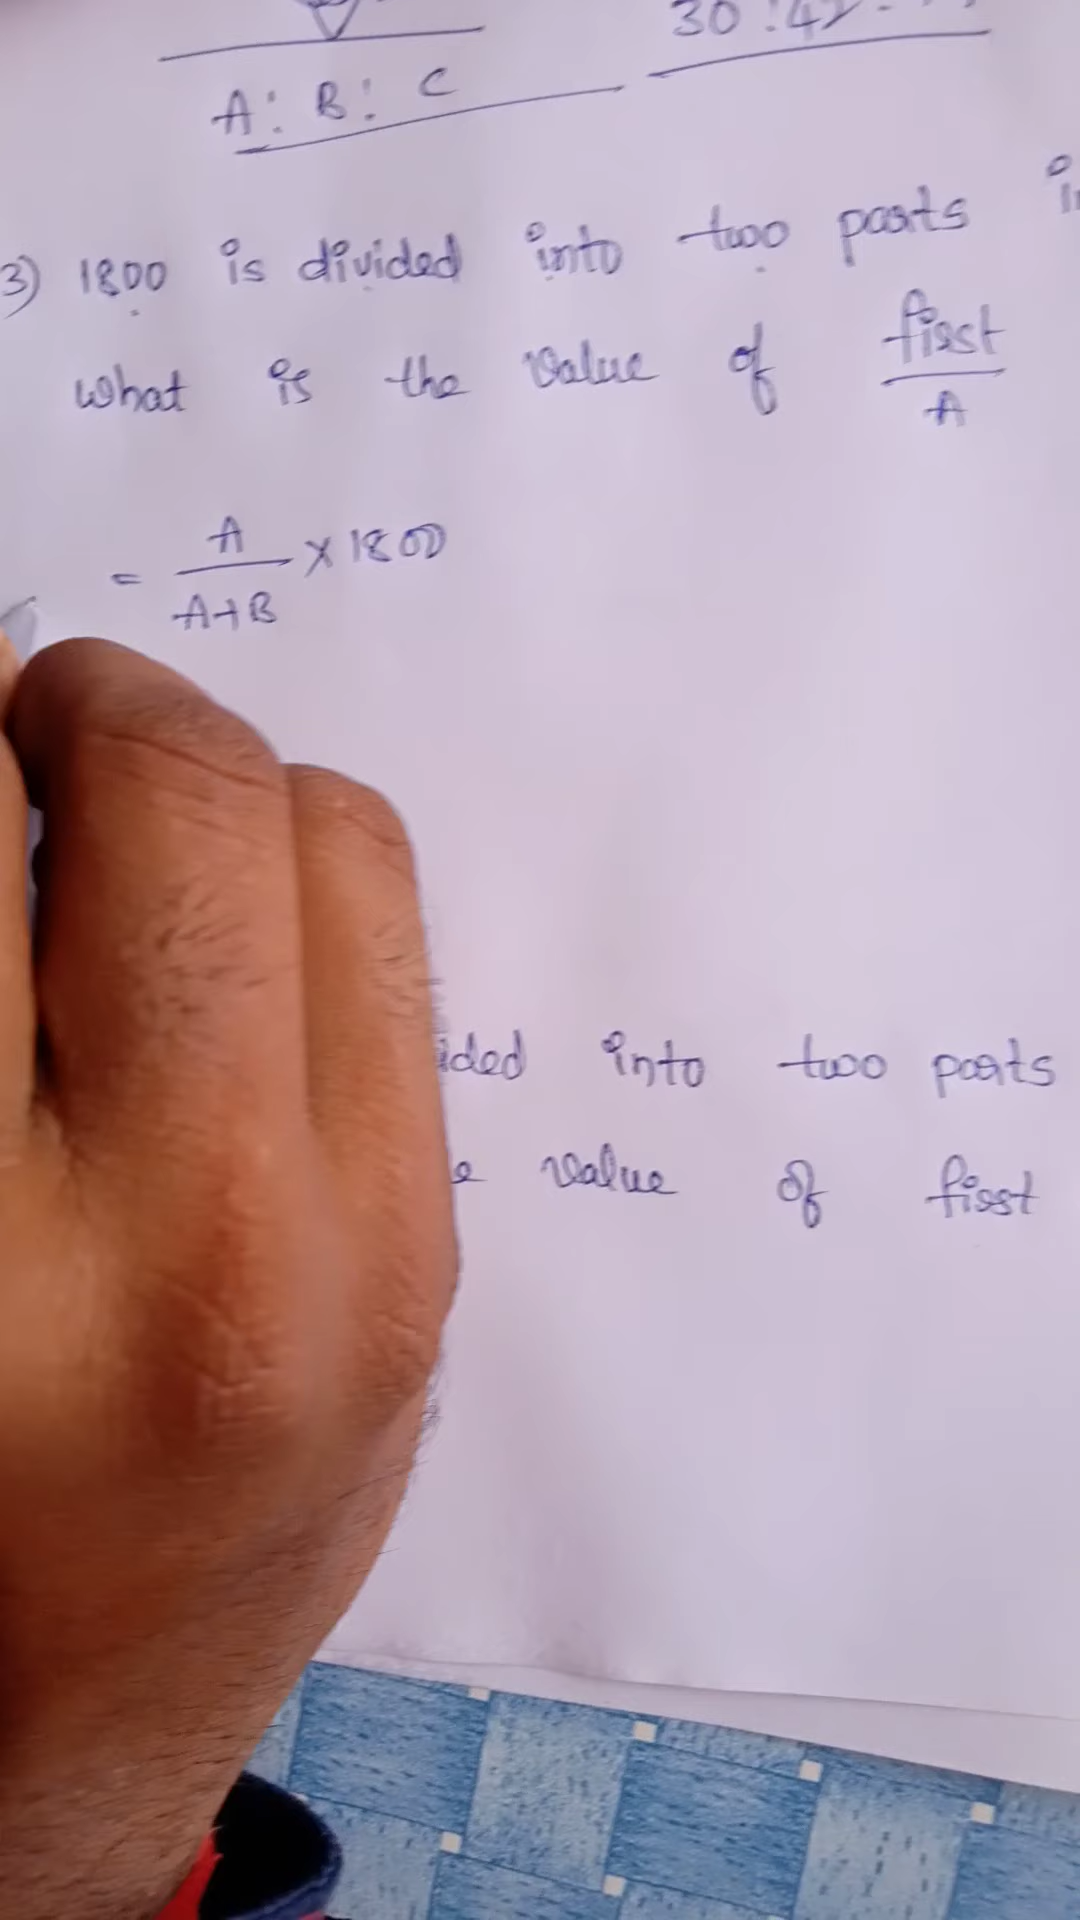 30 : 42
A : B : C
3) 1800 is divided into two parts
what is the value of first
A
= A / A+B × 1800
into two parts
value of first